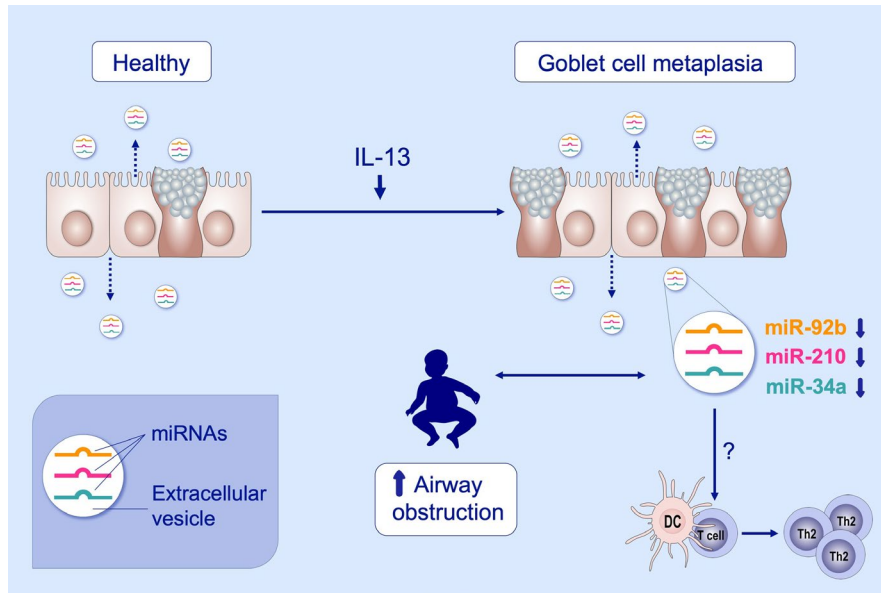 Healthy
Goblet cell metaplasia
IL-13
miR-92b
miR-210
miR-34a
miRNAs
Extracellular
vesicle
Airway
obstruction
?
DC
T cell
Th2
Th2
Th2